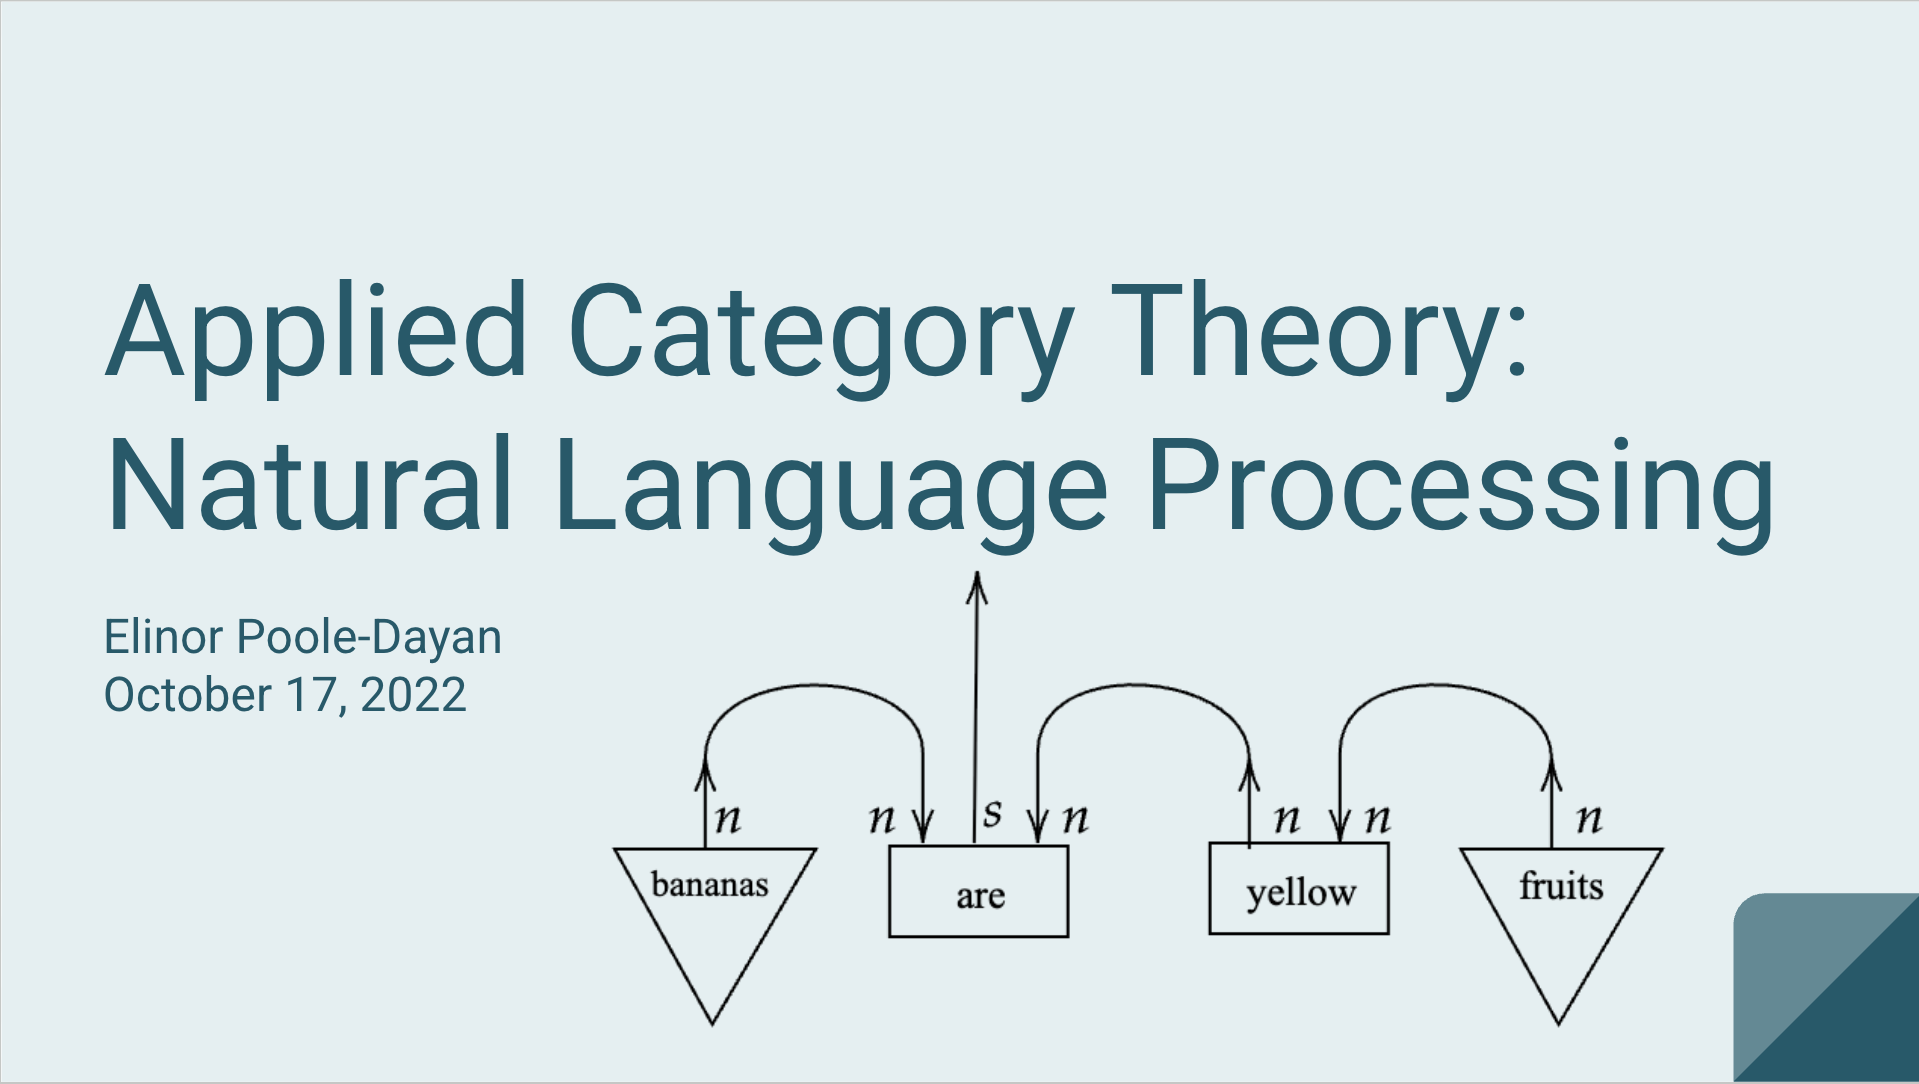 Applied Category Theory:
Natural Language Processing
Elinor Poole-Dayan
October 17, 2022
n n s n n n n
bananas are yellow fruits